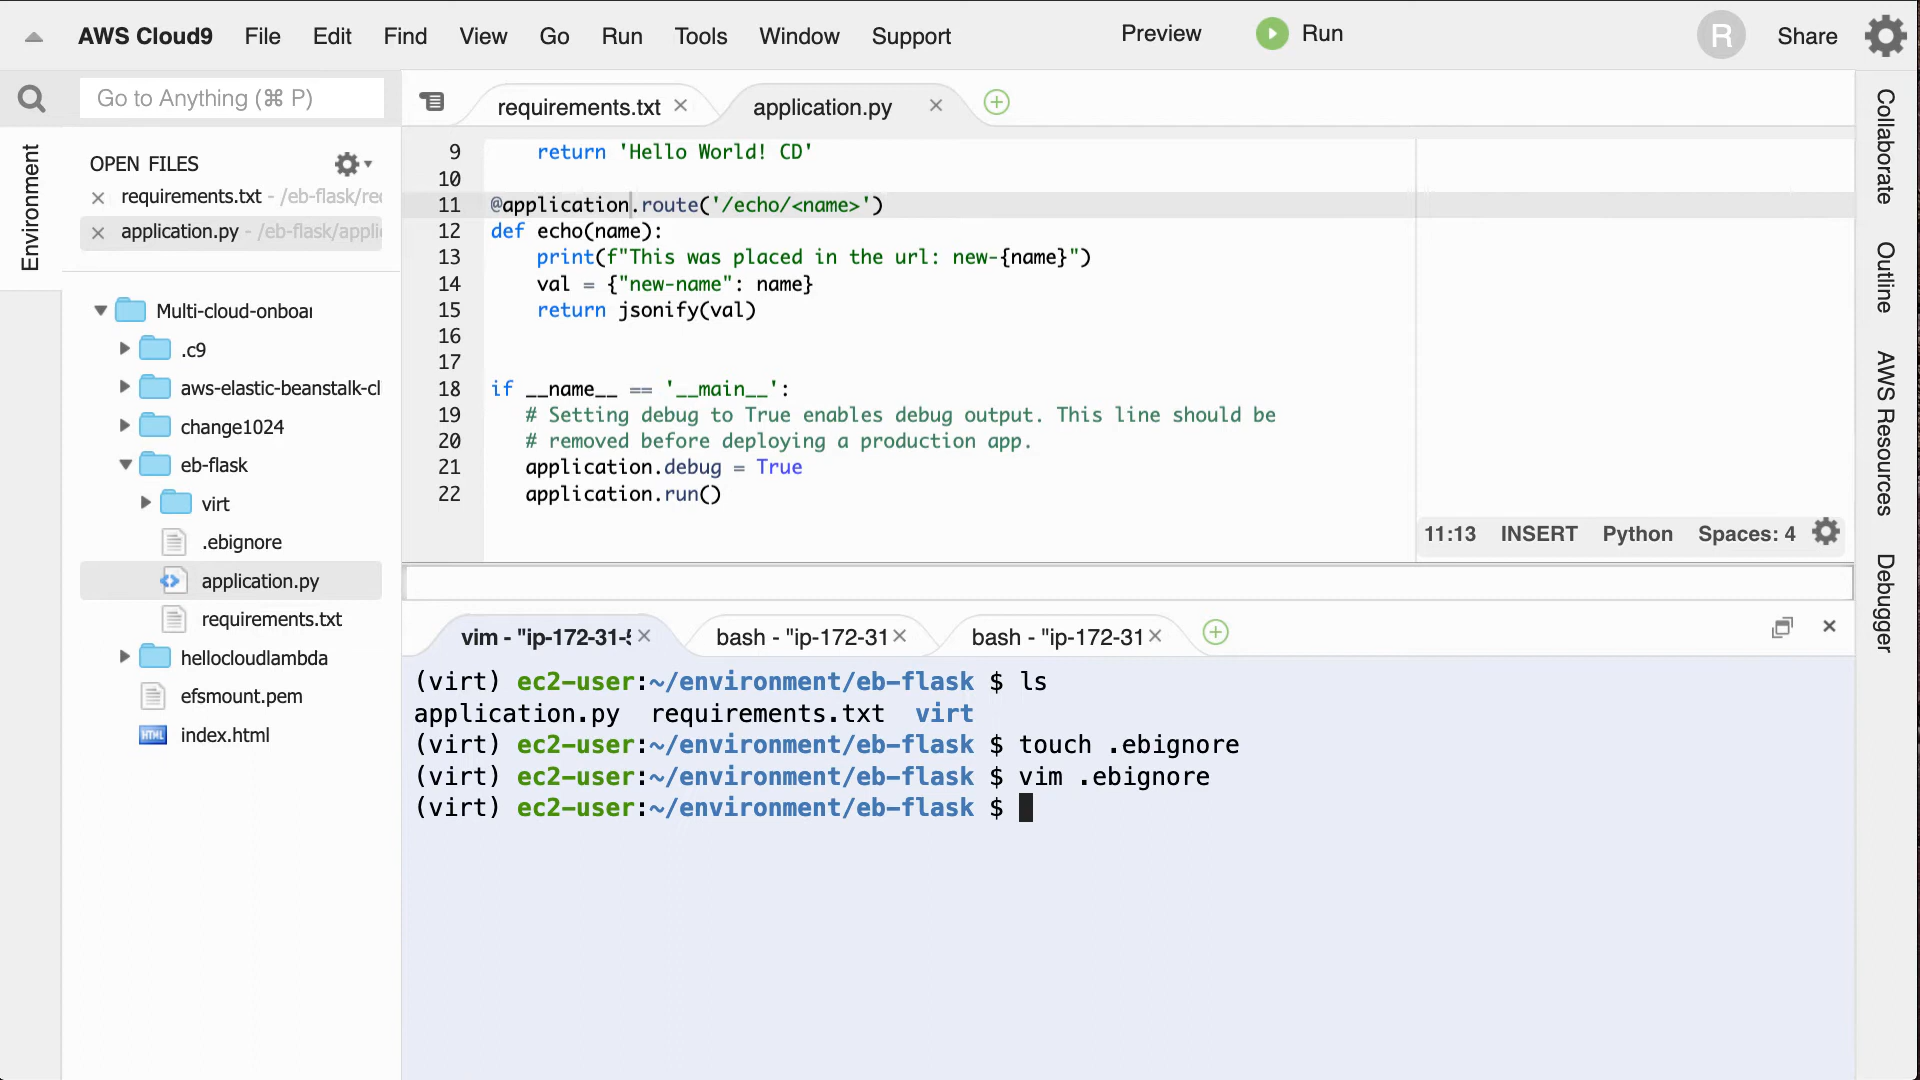 AWS Cloud9 File Edit Find View Go Run Tools Window Support Preview Run R Share
Go to Anything (⌘ P)
requirements.txt application.py
Environment
OPEN FILES
requirements.txt - /eb-flask/rec
application.py - /eb-flask/appli
Multi-cloud-onboar
.c9
aws-elastic-beanstalk-cl
change1024
eb-flask
virt
.ebignore
application.py
requirements.txt
hellocloudlambda
efsmount.pem
index.html
9 return 'Hello World! CD'
10
11 @application.route('/echo/<name>')
12 def echo(name):
13 print(f"This was placed in the url: new-{name}")
14 val = {"new-name": name}
15 return jsonify(val)
16
17
18 if __name__ == '__main__':
19 # Setting debug to True enables debug output. This line should be
20 # removed before deploying a production app.
21 application.debug = True
22 application.run()
11:13 INSERT Python Spaces: 4
vim - "ip-172-31-5 bash - "ip-172-31 bash - "ip-172-31
(virt) ec2-user:~/environment/eb-flask $ ls
application.py requirements.txt virt
(virt) ec2-user:~/environment/eb-flask $ touch .ebignore
(virt) ec2-user:~/environment/eb-flask $ vim .ebignore
(virt) ec2-user:~/environment/eb-flask $
Collaborate
Outline
AWS Resources
Debugger
HTML